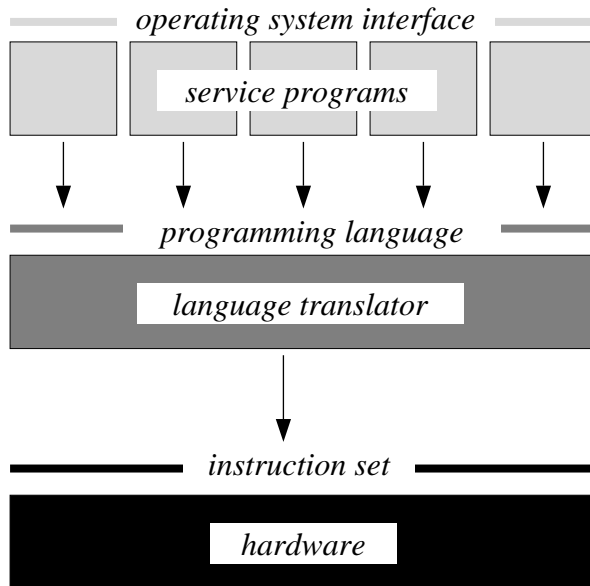 operating system interface
service programs
programming language
language translator
instruction set
hardware